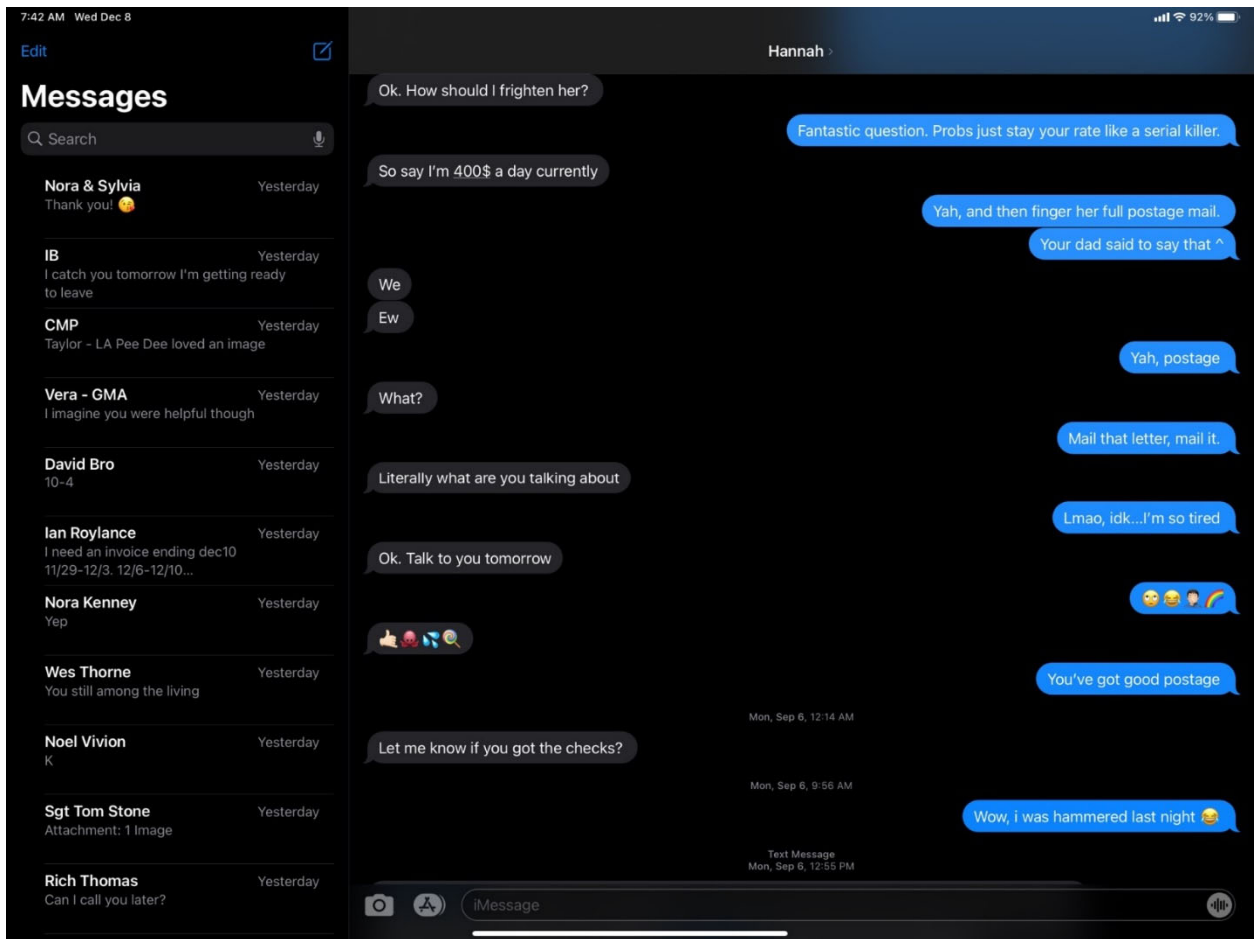 7:42 AM Wed Dec 8
92%
Edit
Messages
Search
Nora & Sylvia Yesterday
Thank you! 😘
IB Yesterday
I catch you tomorrow I'm getting ready
to leave
CMP Yesterday
Taylor - LA Pee Dee loved an image
Vera - GMA Yesterday
I imagine you were helpful though
David Bro Yesterday
10-4
Ian Roylance Yesterday
I need an invoice ending dec10
11/29-12/3. 12/6-12/10...
Nora Kenney Yesterday
Yep
Wes Thorne Yesterday
You still among the living
Noel Vivion Yesterday
K
Sgt Tom Stone Yesterday
Attachment: 1 Image
Rich Thomas Yesterday
Can I call you later?
Hannah
Ok. How should I frighten her?
Fantastic question. Probs just stay your rate like a serial killer.
So say I'm 400$ a day currently
Yah, and then finger her full postage mail.
Your dad said to say that ^
We
Ew
Yah, postage
What?
Mail that letter, mail it.
Literally what are you talking about
Lmao, idk...I'm so tired
Ok. Talk to you tomorrow
🙄😂🤦🏻‍♂️🌈
🤙🏻🐙💦🍭
You've got good postage
Mon, Sep 6, 12:14 AM
Let me know if you got the checks?
Mon, Sep 6, 9:56 AM
Wow, i was hammered last night 😂
Text Message
Mon, Sep 6, 12:55 PM
iMessage